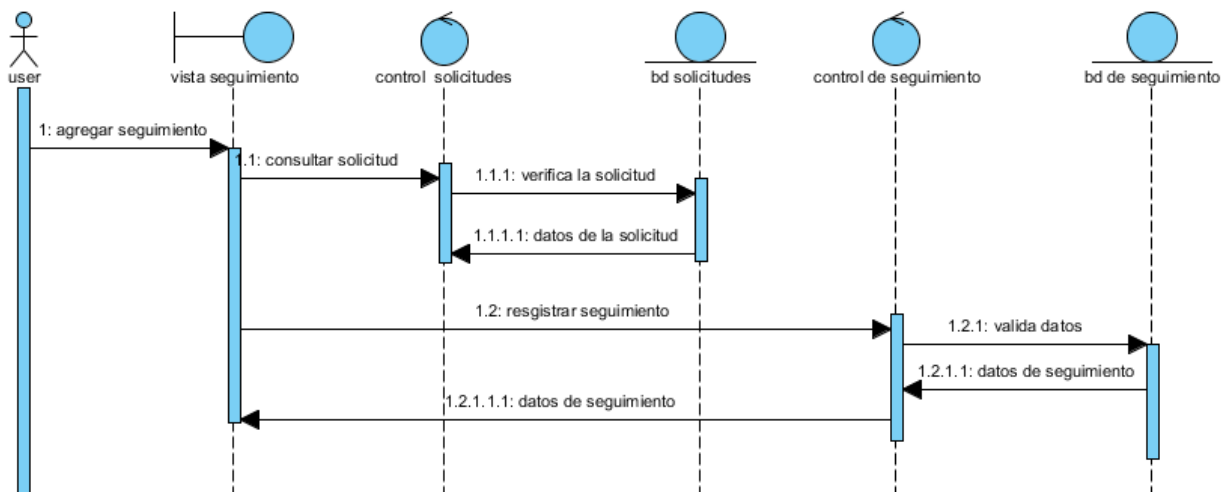 user
vista seguimiento
control solicitudes
bd solicitudes
control de seguimiento
bd de seguimiento
1: agregar seguimiento
1.1: consultar solicitud
1.1.1: verifica la solicitud
1.1.1.1: datos de la solicitud
1.2: resgistrar seguimiento
1.2.1: valida datos
1.2.1.1: datos de seguimiento
1.2.1.1.1: datos de seguimiento